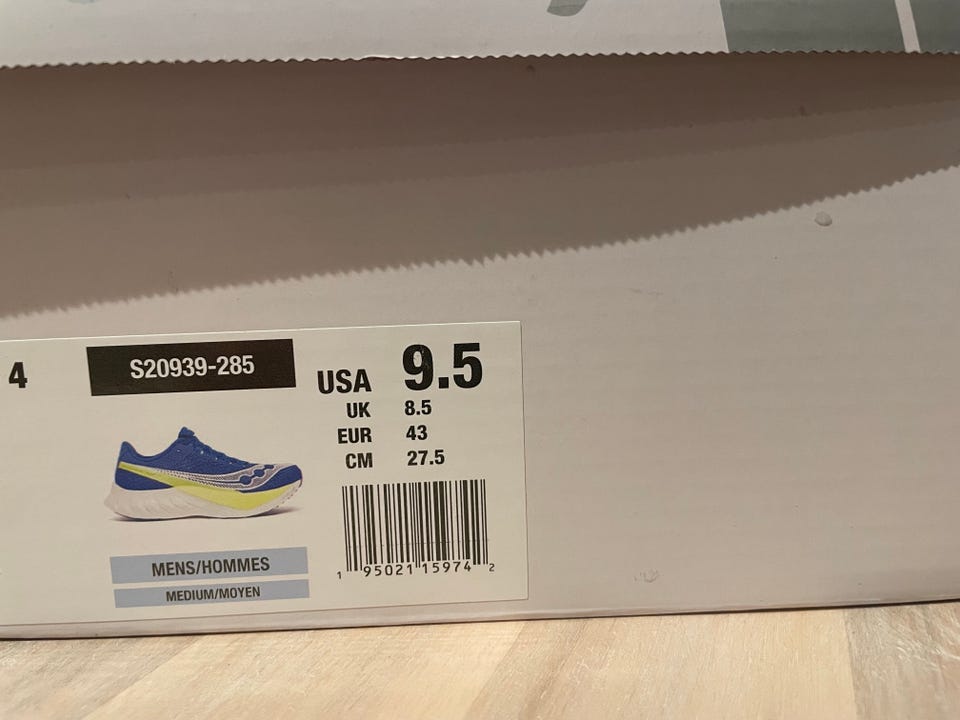 4
S20939-285
USA 9.5
UK 8.5
EUR 43
CM 27.5
MENS/HOMMES
MEDIUM/MOYEN
1 95021 15974 2